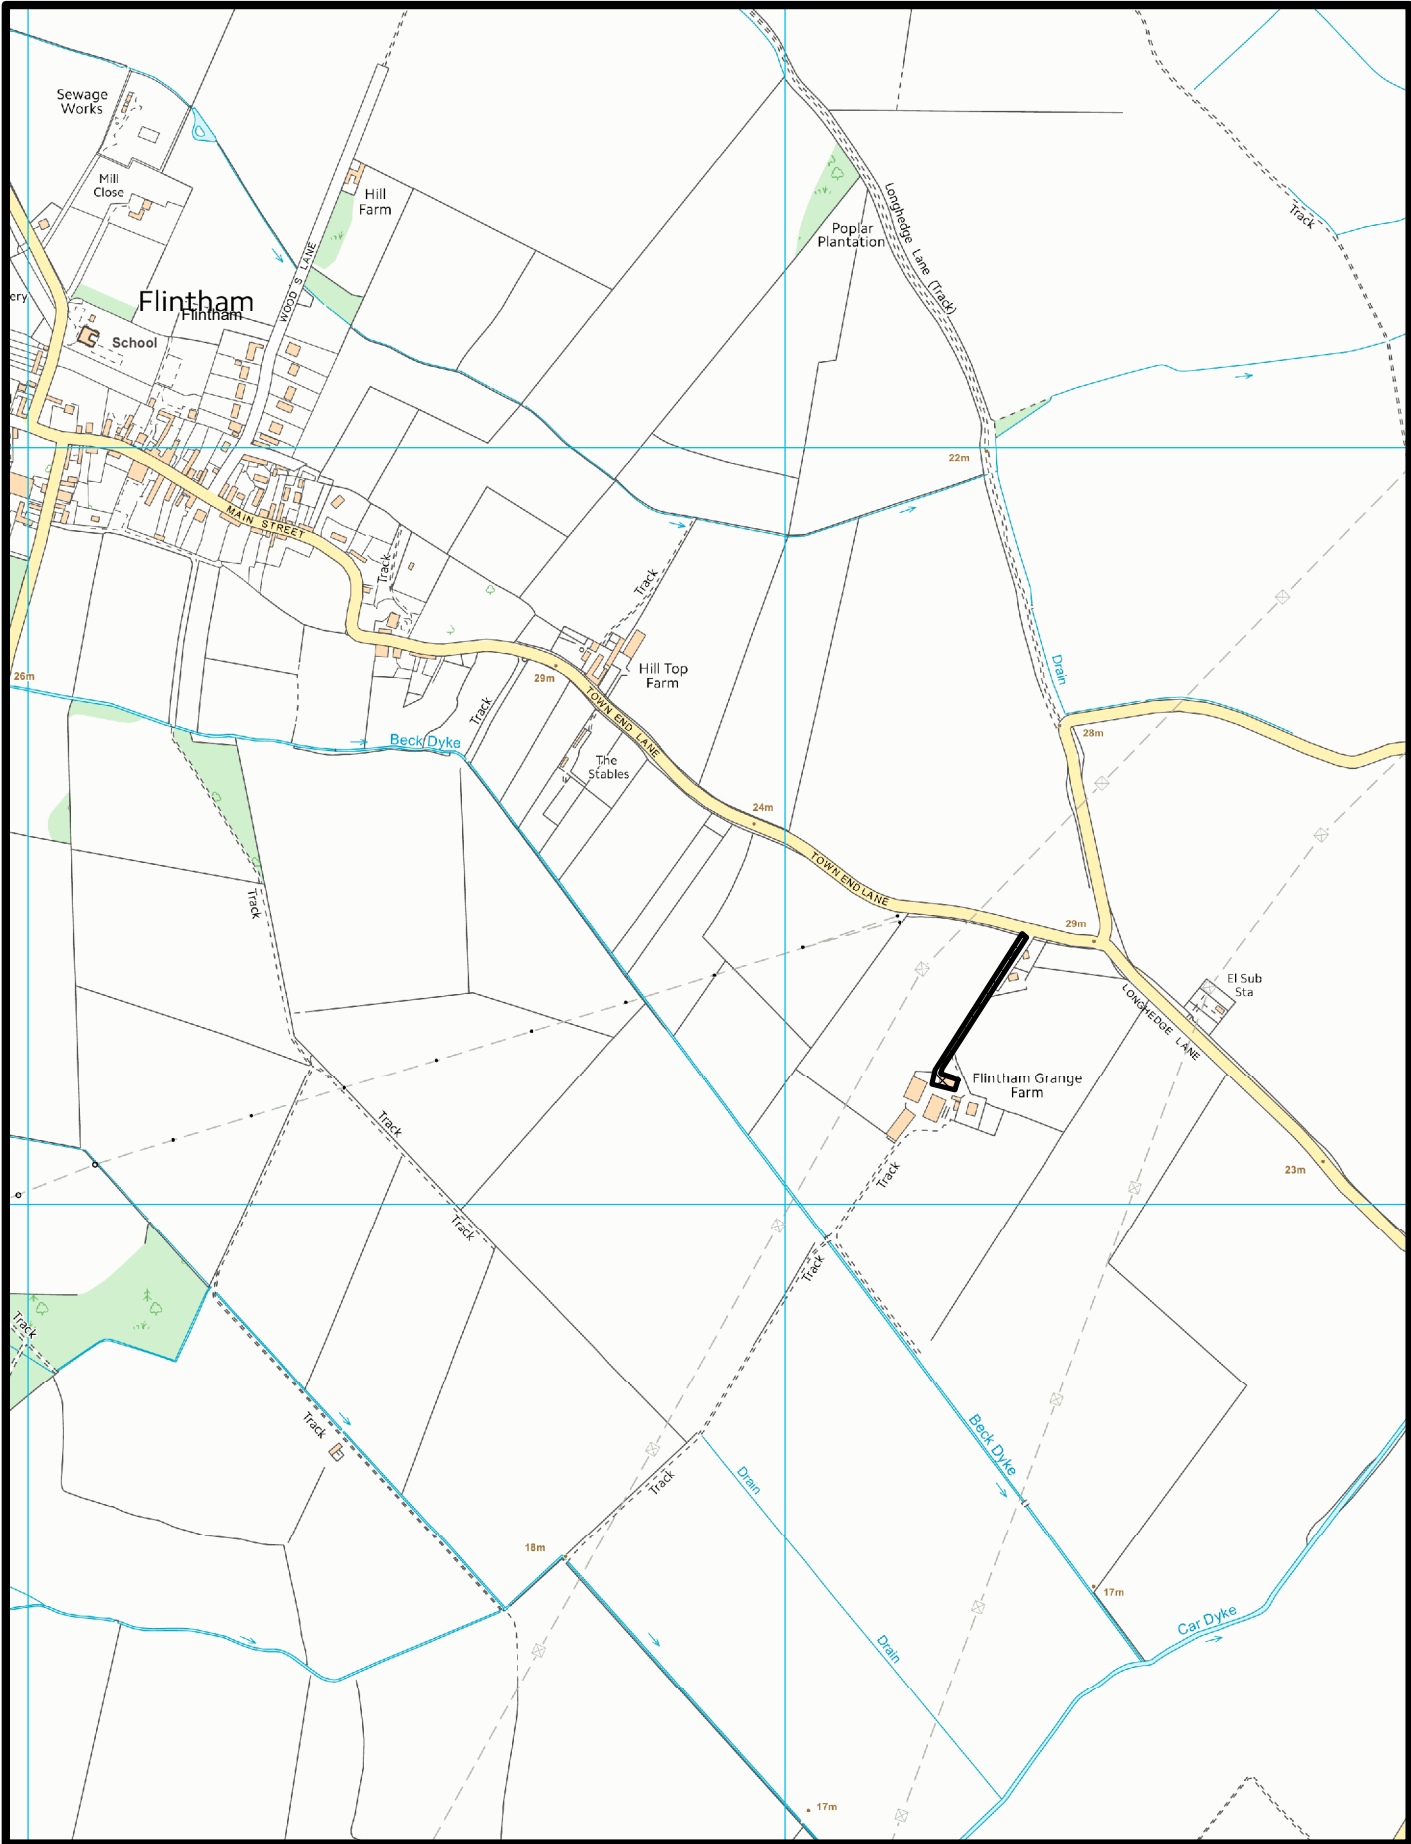 Sewage
Works
Mill
Close
Hill
Farm
Poplar
Plantation
Longhedge Lane (Track)
Track
ery
Flintham
Flintham
WOOD'S LANE
School
22m
MAIN STREET
Track
Track
Drain
26m
29m
Hill Top
Farm
Track
TOWN END LANE
28m
Beck Dyke
The
Stables
24m
TOWN END LANE
Track
29m
El Sub
Sta
LONGHEDGE LANE
Flintham Grange
Farm
Track
Track
23m
Track
Track
Track
Track
Beck Dyke
Drain
Track
18m
17m
Car Dyke
Drain
17m